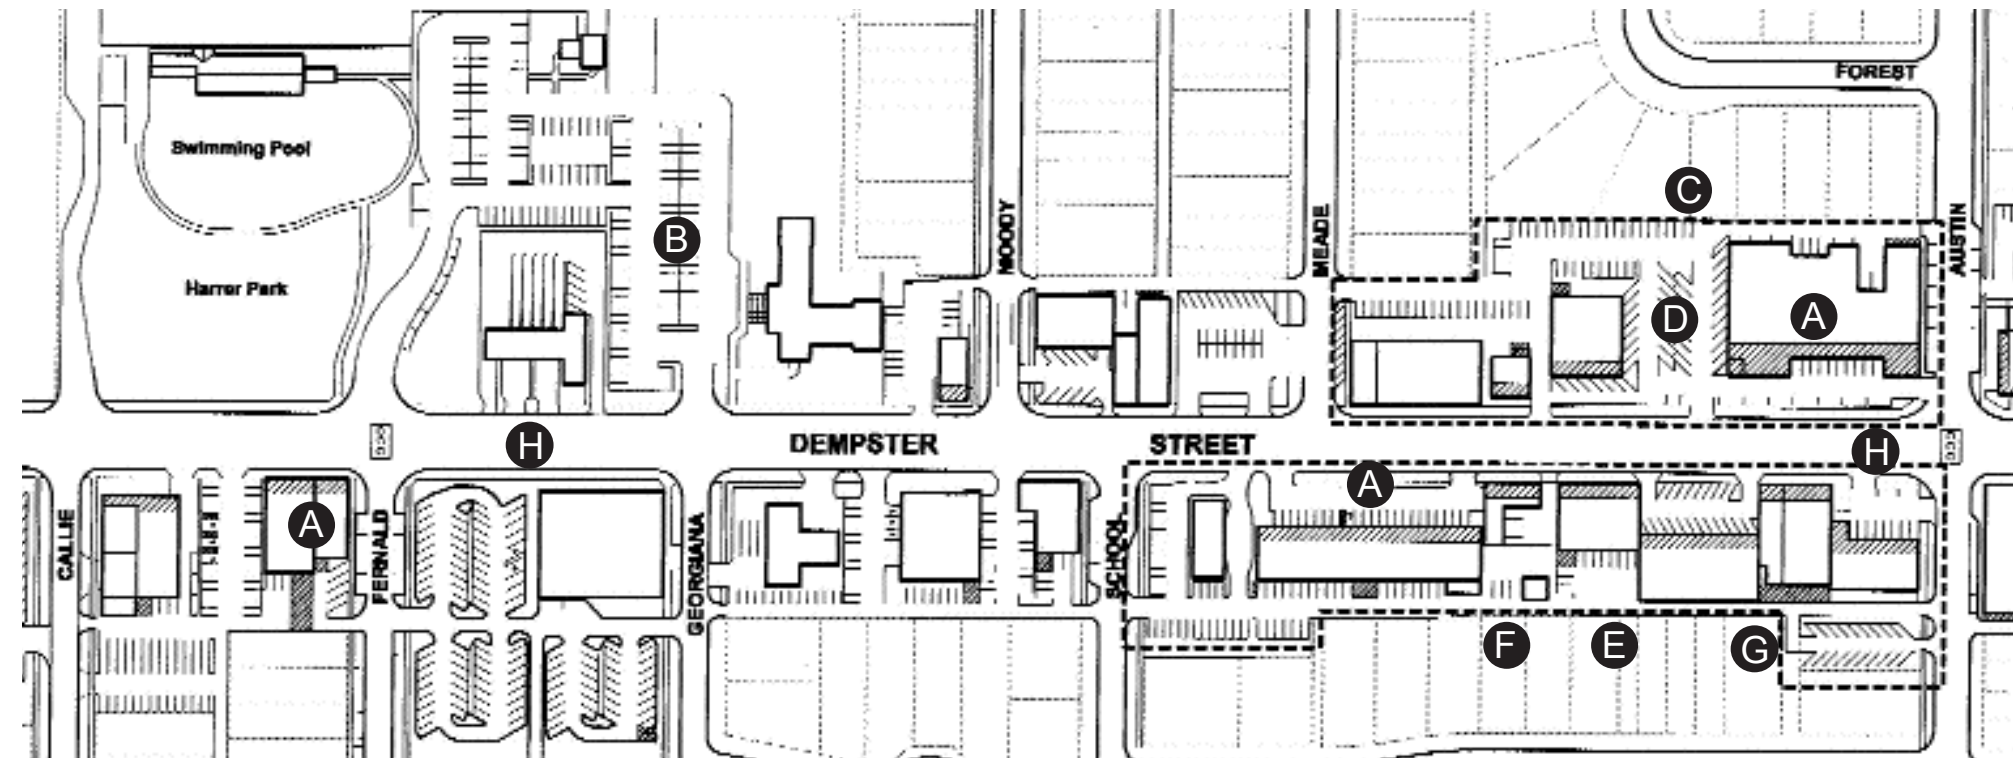 FOREST
Swimming Pool
C
MOODY
MEADE
AUSTIN
B
Harrer Park
D
A
H
DEMPSTER STREET
H
A
CALLIE
A
FERNALD
GEORGIANA
SCHOOL
F
E
G